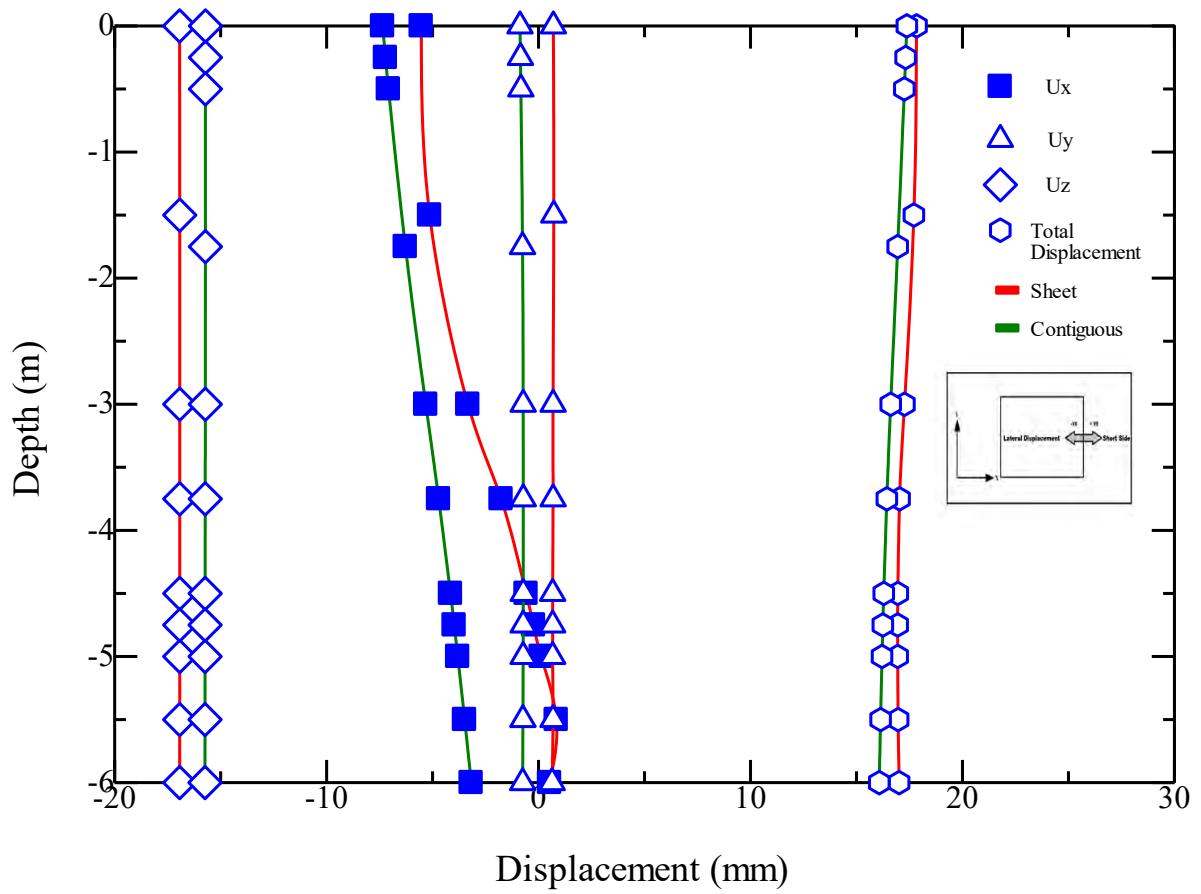 0
-1
-2
-3
-4
-5
-6
-20
-10
0
10
20
30
Depth (m)
Displacement (mm)
Ux
Uy
Uz
Total
Displacement
Sheet
Contiguous
Lateral Displacement
Short Side